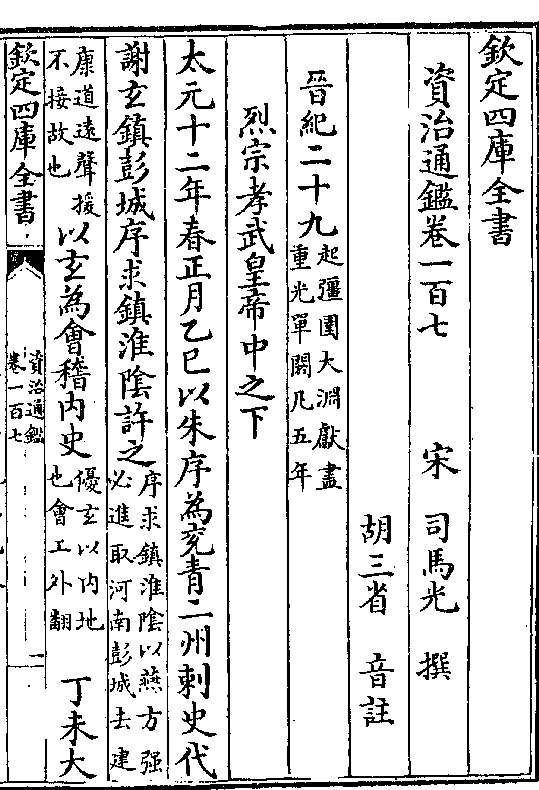 欽定四庫全書
資治通鑑卷一百七 宋 司馬光 撰
胡三省 音註
晉紀二十九 起彊圉大淵獻盡重光單閼凡五年
烈宗孝武皇帝中之下
太元十二年春正月乙巳以朱序為兖青二州刺史代
謝玄鎮彭城序求鎮淮陰許之 序求鎮淮陰以燕方强必進取河南彭城去建
康道遠聲援不接故也 以玄為會稽内史 優玄以内地也會工外翻 丁未大
欽定四庫全書 資治通鑑卷一百七 一